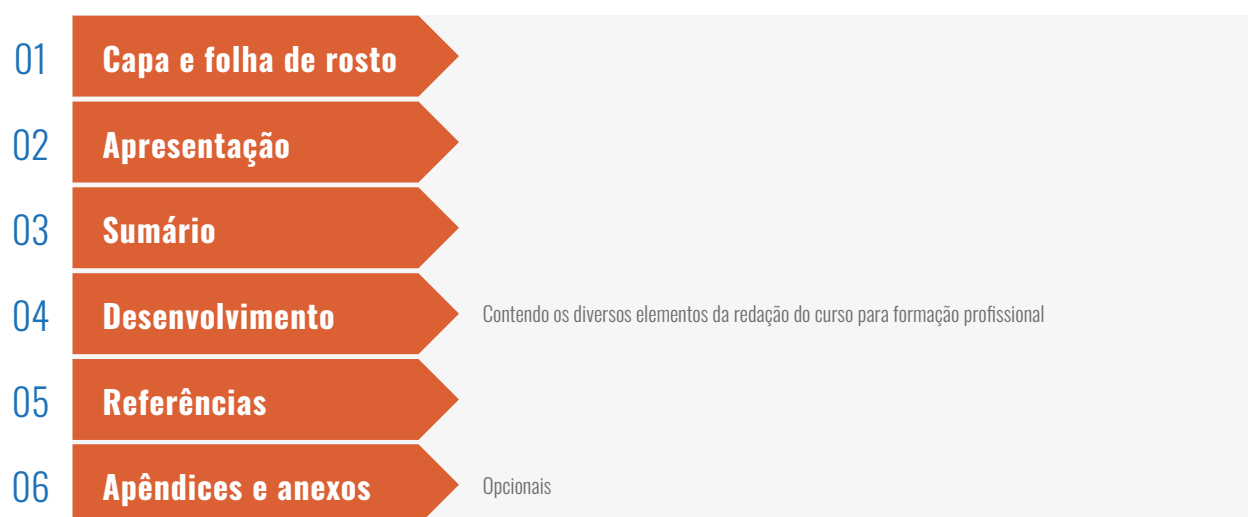 01 Capa e folha de rosto
02 Apresentação
03 Sumário
04 Desenvolvimento Contendo os diversos elementos da redação do curso para formação profissional
05 Referências
06 Apêndices e anexos Opcionais